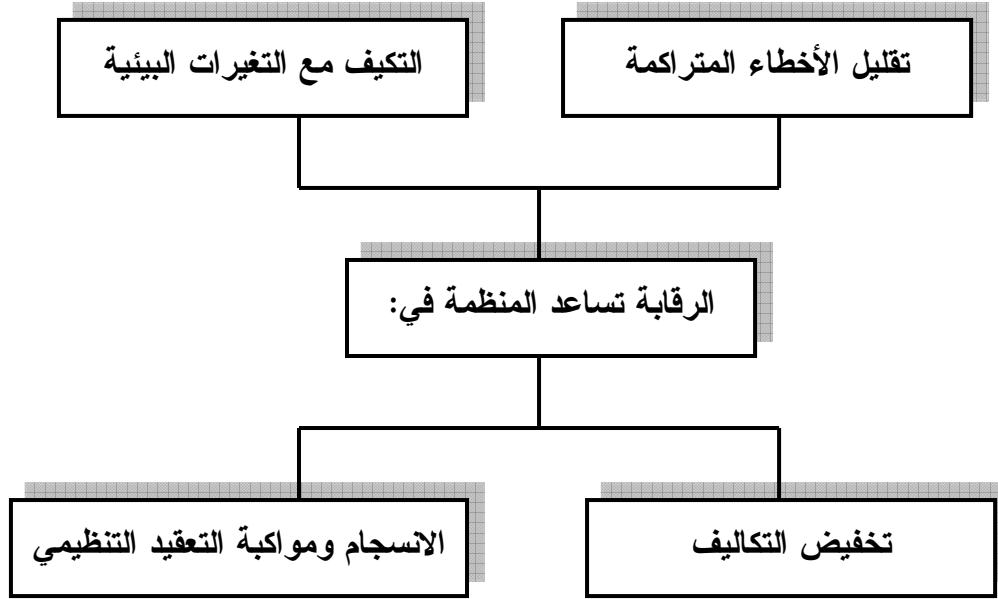 تقليل الأخطاء المتراكمة
التكيف مع التغيرات البيئية
الرقابة تساعد المنظمة في:
تخفيض التكاليف
الانسجام ومواكبة التعقيد التنظيمي